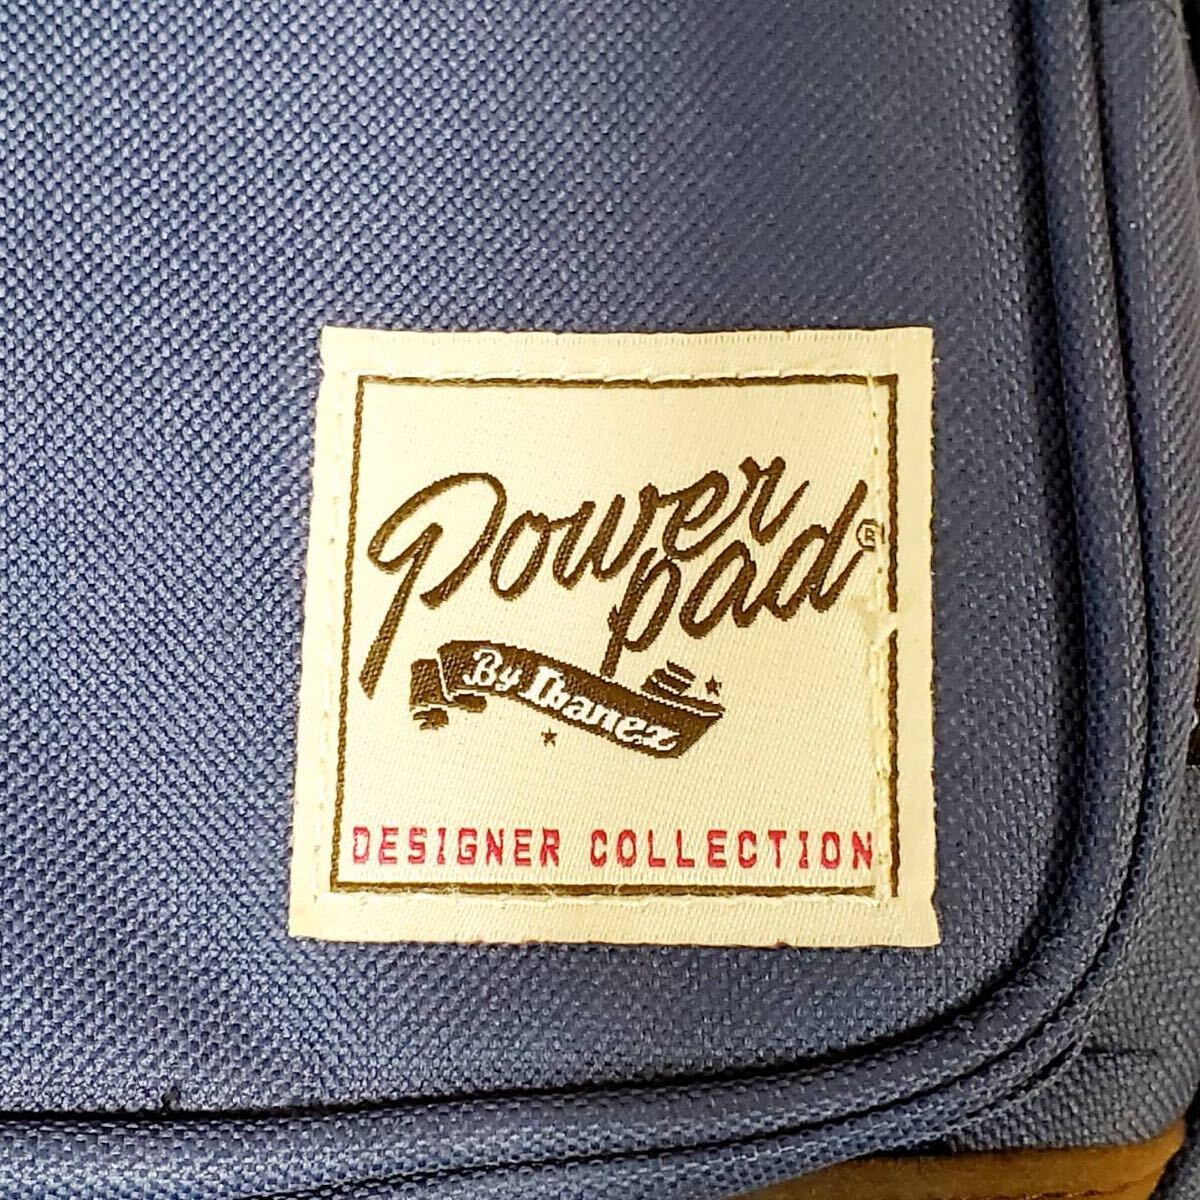 Power
pad®
By Ibanez
DESIGNER COLLECTION